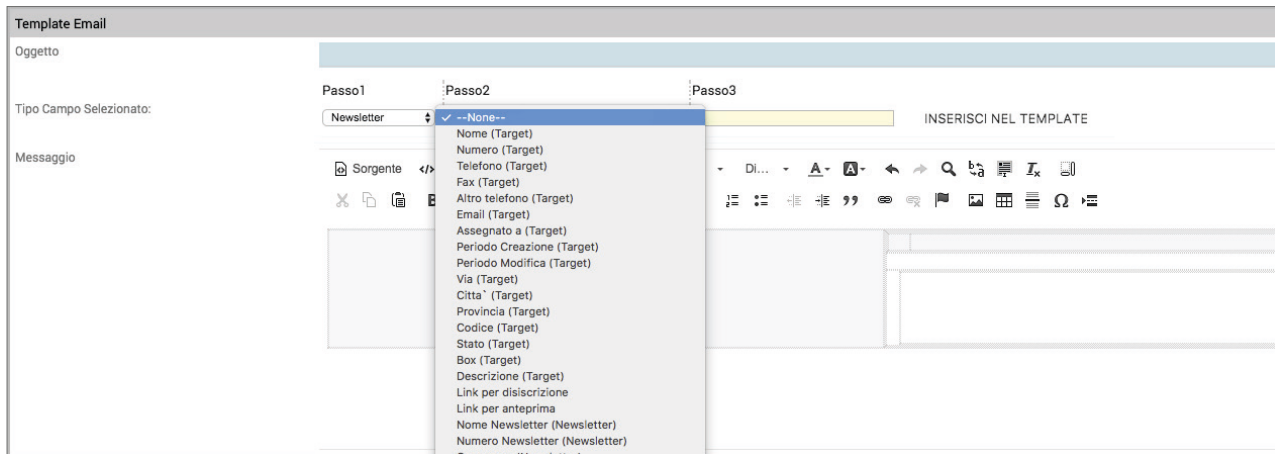 Template Email
Oggetto
Passo1 Passo2 Passo3
Tipo Campo Selezionato:
Newsletter --None-- INSERISCI NEL TEMPLATE
Nome (Target)
Numero (Target)
Messaggio
Sorgente Telefono (Target) Di...
Fax (Target)
Altro telefono (Target)
Email (Target)
Assegnato a (Target)
Periodo Creazione (Target)
Periodo Modifica (Target)
Via (Target)
Citta` (Target)
Provincia (Target)
Codice (Target)
Stato (Target)
Box (Target)
Descrizione (Target)
Link per disiscrizione
Link per anteprima
Nome Newsletter (Newsletter)
Numero Newsletter (Newsletter)